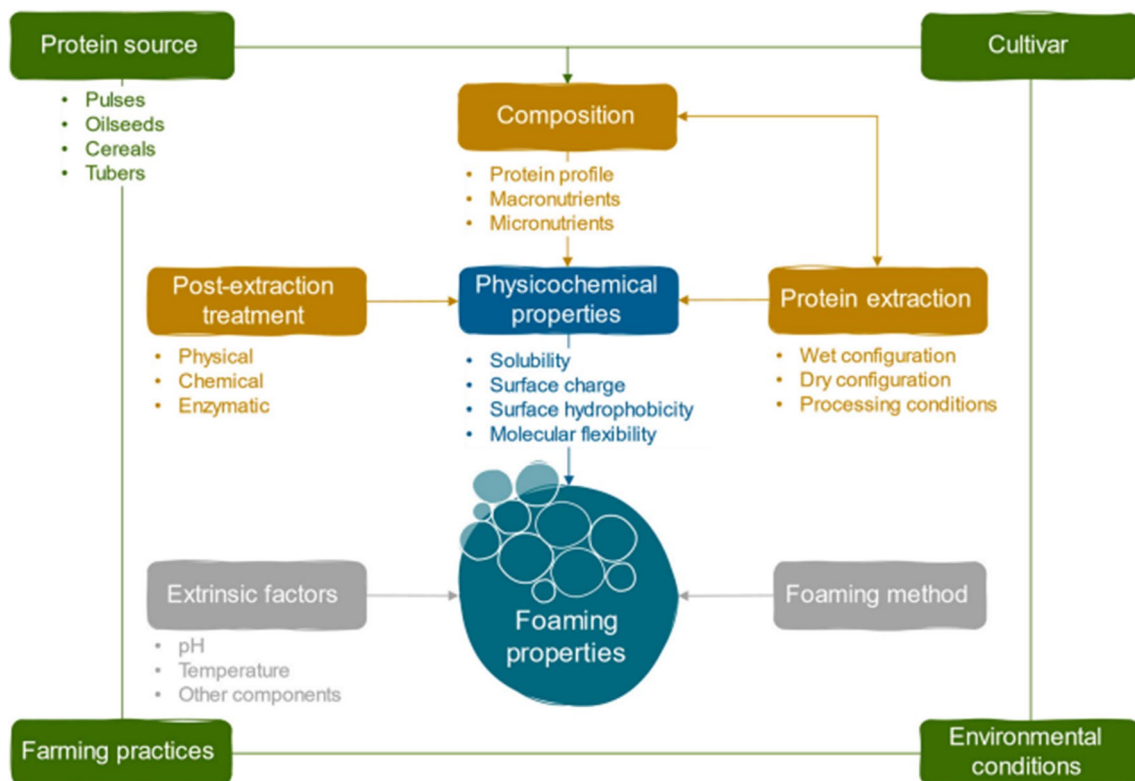 Protein source
Cultivar
• Pulses
• Oilseeds
• Cereals
• Tubers
Composition
• Protein profile
• Macronutrients
• Micronutrients
Post-extraction
treatment
• Physical
• Chemical
• Enzymatic
Physicochemical
properties
• Solubility
• Surface charge
• Surface hydrophobicity
• Molecular flexibility
Protein extraction
• Wet configuration
• Dry configuration
• Processing conditions
Extrinsic factors
• pH
• Temperature
• Other components
Foaming
properties
Foaming method
Farming practices
Environmental
conditions